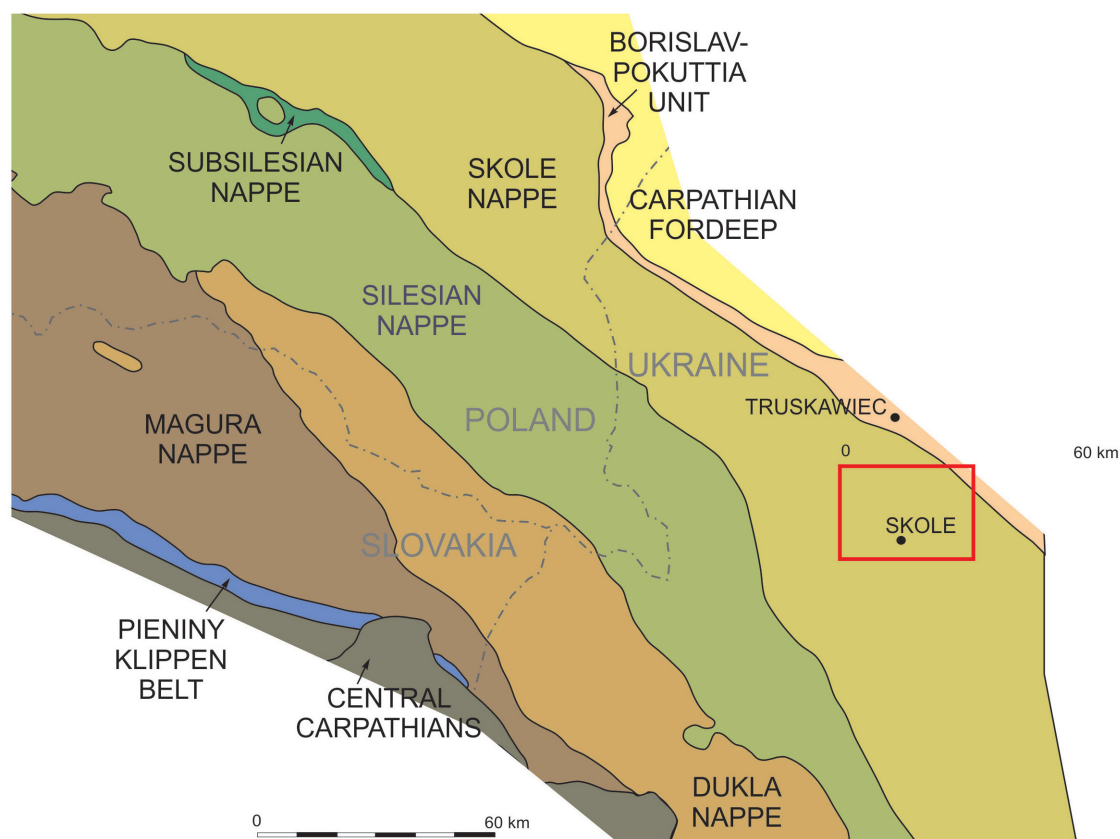 BORISLAV-
POKUTTIA
UNIT
SUBSILESIAN
NAPPE
SKOLE
NAPPE
CARPATHIAN
FORDEEP
SILESIAN
NAPPE
UKRAINE
TRUSKAWIEC
POLAND
MAGURA
NAPPE
0
60 km
SKOLE
SLOVAKIA
PIENINY
KLIPPEN
BELT
CENTRAL
CARPATHIANS
DUKLA
NAPPE
0
60 km